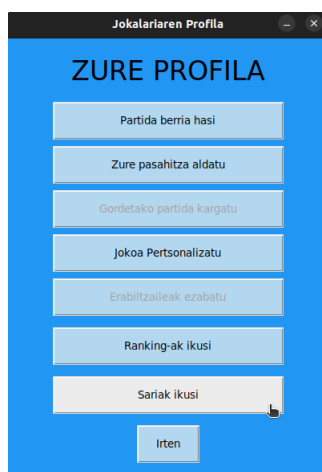 Jokalariaren Profila
ZURE PROFILA
Partida berria hasi
Zure pasahitza aldatu
Gordetako partida kargatu
Jokoa Pertsonalizatu
Erabiltzaileak ezabatu
Ranking-ak ikusi
Sariak ikusi
Irten